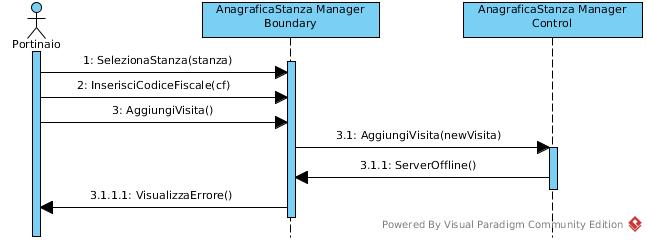 AnagraficaStanza Manager
Boundary
AnagraficaStanza Manager
Control
Portinaio
1: SelezionaStanza(stanza)
2: InserisciCodiceFiscale(cf)
3: AggiungiVisita()
3.1: AggiungiVisita(newVisita)
3.1.1: ServerOffline()
3.1.1.1: VisualizzaErrore()
Powered By Visual Paradigm Community Edition